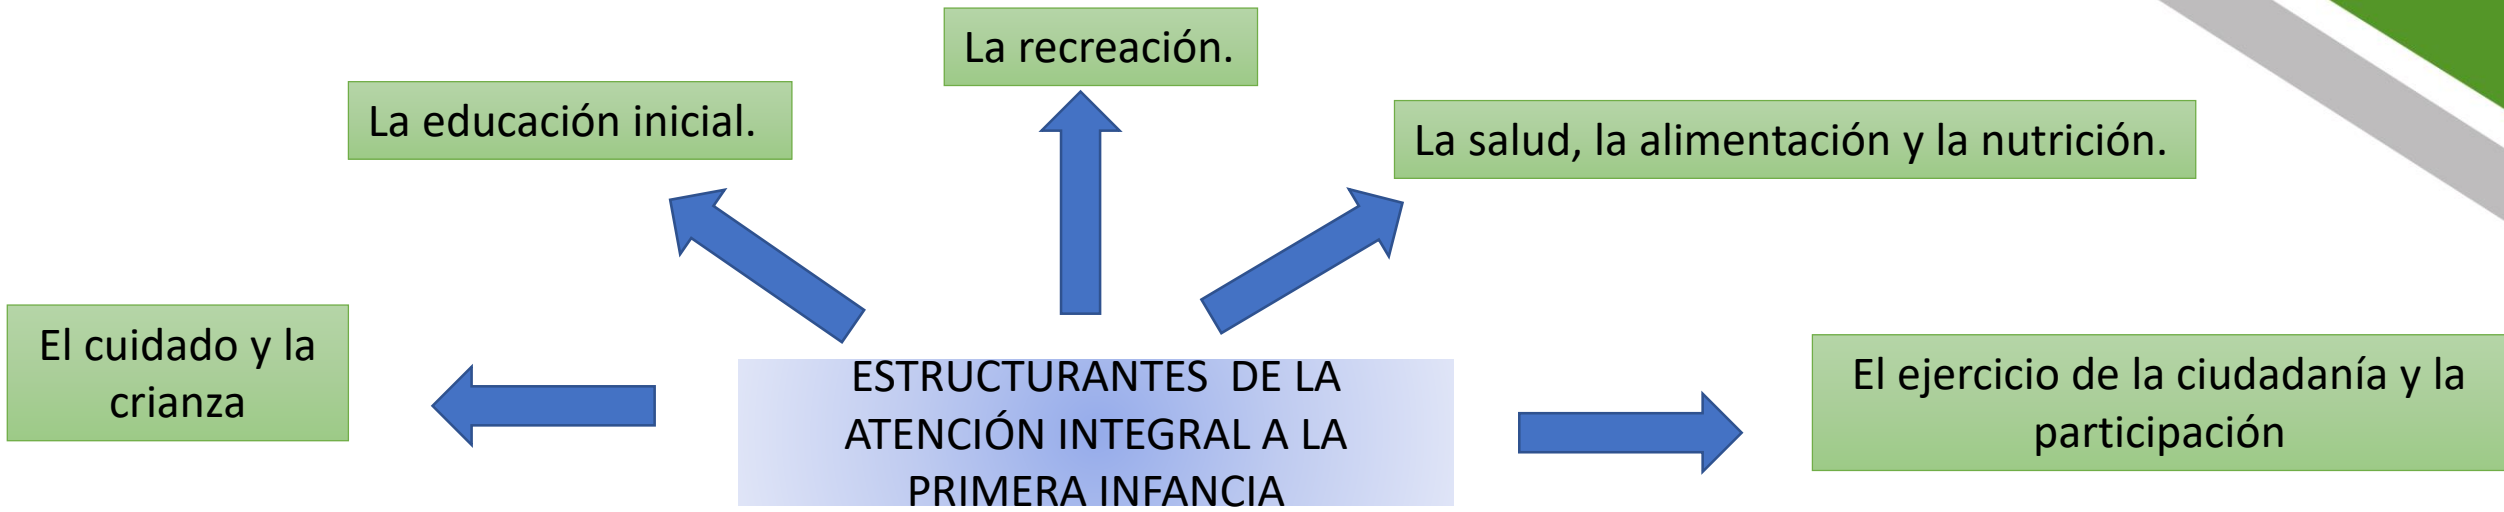 La recreación.
La educación inicial.
La salud, la alimentación y la nutrición.
El cuidado y la
crianza
ESTRUCTURANTES  DE LA
ATENCIÓN INTEGRAL A LA
PRIMERA INFANCIA
El ejercicio de la ciudadanía y la
participación